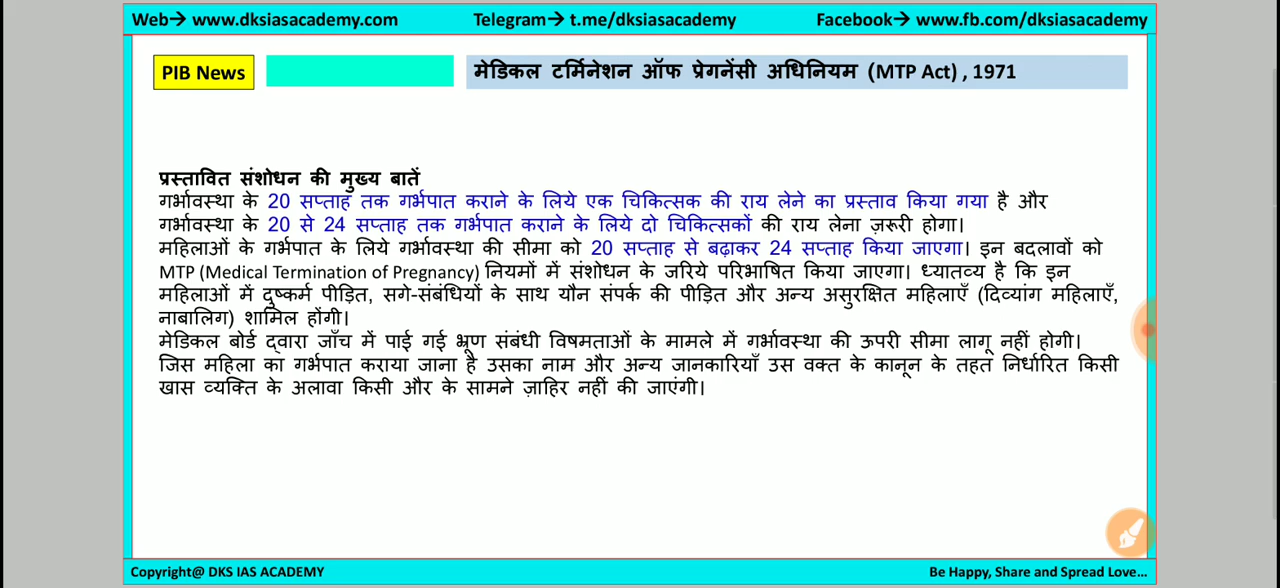 Web→ www.dksiasacademy.com Telegram→ t.me/dksiasacademy Facebook→ www.fb.com/dksiasacademy
PIB News मेडिकल टर्मिनेशन ऑफ प्रेगनेंसी अधिनियम (MTP Act) , 1971
प्रस्तावित संशोधन की मुख्य बातें
गर्भावस्था के 20 सप्ताह तक गर्भपात कराने के लिये एक चिकित्सक की राय लेने का प्रस्ताव किया गया है और
गर्भावस्था के 20 से 24 सप्ताह तक गर्भपात कराने के लिये दो चिकित्सकों की राय लेना ज़रूरी होगा।
महिलाओं के गर्भपात के लिये गर्भावस्था की सीमा को 20 सप्ताह से बढ़ाकर 24 सप्ताह किया जाएगा। इन बदलावों को
MTP (Medical Termination of Pregnancy) नियमों में संशोधन के जरिये परिभाषित किया जाएगा। ध्यातव्य है कि इन
महिलाओं में दुष्कर्म पीड़ित, सगे-संबंधियों के साथ यौन संपर्क की पीड़ित और अन्य असुरक्षित महिलाएँ (दिव्यांग महिलाएँ,
नाबालिग) शामिल होंगी।
मेडिकल बोर्ड द्वारा जाँच में पाई गई भ्रूण संबंधी विषमताओं के मामले में गर्भावस्था की ऊपरी सीमा लागू नहीं होगी।
जिस महिला का गर्भपात कराया जाना है उसका नाम और अन्य जानकारियाँ उस वक्त के कानून के तहत निर्धारित किसी
खास व्यक्ति के अलावा किसी और के सामने ज़ाहिर नहीं की जाएंगी।
Copyright@ DKS IAS ACADEMY Be Happy, Share and Spread Love…